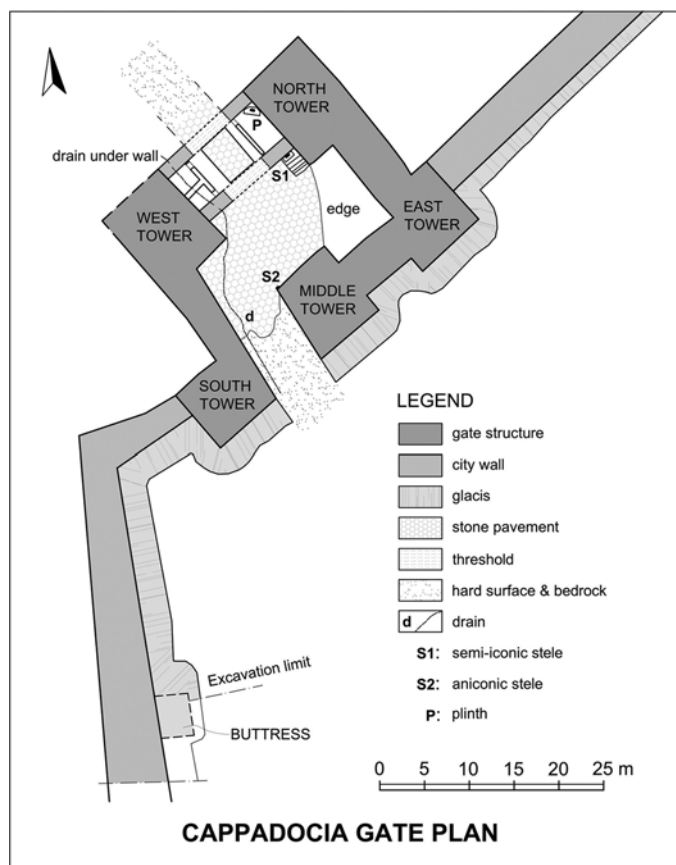 NORTH
TOWER
P
drain under wall
S1
edge
WEST
TOWER
EAST
TOWER
S2
MIDDLE
TOWER
d
SOUTH
TOWER
LEGEND
gate structure
city wall
glacis
stone pavement
threshold
hard surface & bedrock
d drain
S1: semi-iconic stele
S2: aniconic stele
P: plinth
Excavation limit
BUTTRESS
0 5 10 15 20 25 m
CAPPADOCIA GATE PLAN